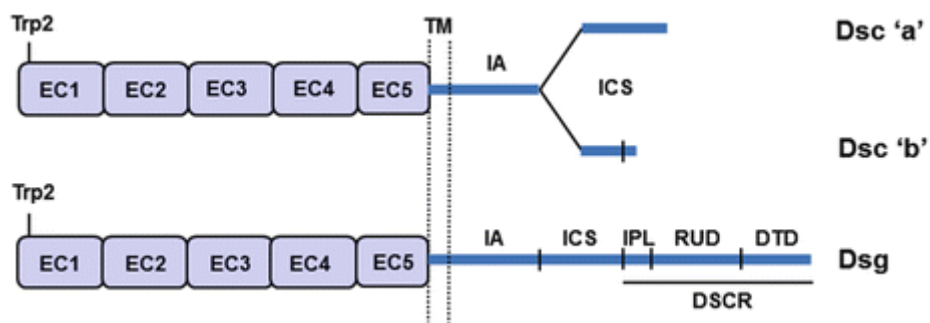 Trp2
TM
Dsc ‘a’
IA
EC1 EC2 EC3 EC4 EC5
ICS
Dsc ‘b’
Trp2
IA ICS IPL RUD DTD
EC1 EC2 EC3 EC4 EC5
Dsg
DSCR